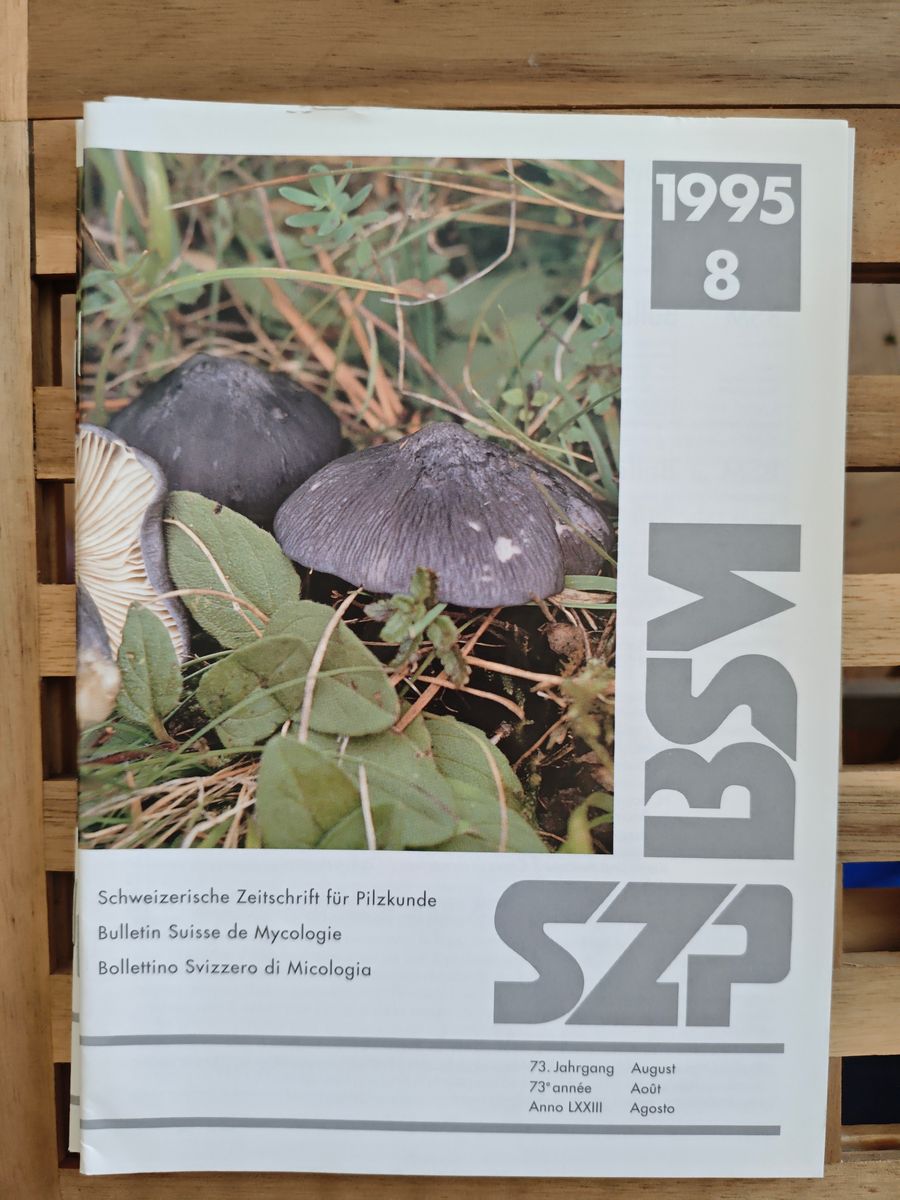 1995
8
BSM
SZP
Schweizerische Zeitschrift für Pilzkunde
Bulletin Suisse de Mycologie
Bollettino Svizzero di Micologia
73. Jahrgang August
73ᵉ année Août
Anno LXXIII Agosto